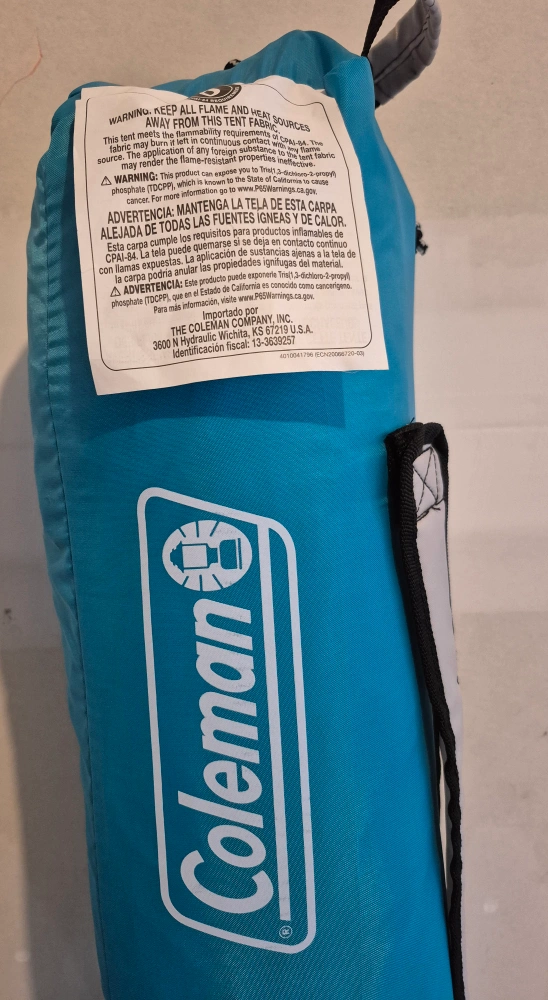 WARNING: KEEP ALL FLAME AND HEAT SOURCES
AWAY FROM THIS TENT FABRIC.
This tent meets the flammability requirements of CPAI-84. The
fabric may burn if left in continuous contact with any flame
source. The application of any foreign substance to the tent fabric
may render the flame-resistant properties ineffective.
⚠ WARNING: This product can expose you to Tris(1,3-dichloro-2-propyl)
phosphate (TDCPP), which is known to the State of California to cause
cancer. For more information go to www.P65Warnings.ca.gov.
ADVERTENCIA: MANTENGA LA TELA DE ESTA CARPA
ALEJADA DE TODAS LAS FUENTES IGNEAS Y DE CALOR.
Esta carpa cumple los requisitos para productos inflamables de
CPAI-84. La tela puede quemarse si se deja en contacto continuo
con llamas expuestas. La aplicación de sustancias ajenas a la tela de
la carpa podría anular las propiedades ignífugas del material.
⚠ ADVERTENCIA: Este producto puede exponerle Tris(1,3-dichloro-2-propyl)
phosphate (TDCPP), que en el Estado de California es conocido como cancerígeno.
Para más información, visite www.P65Warnings.ca.gov.
Importado por
THE COLEMAN COMPANY, INC.
3600 N Hydraulic Wichita, KS 67219 U.S.A.
Identificación fiscal: 13-3639257
4010041796 (ECN20066720-03)
Coleman
®